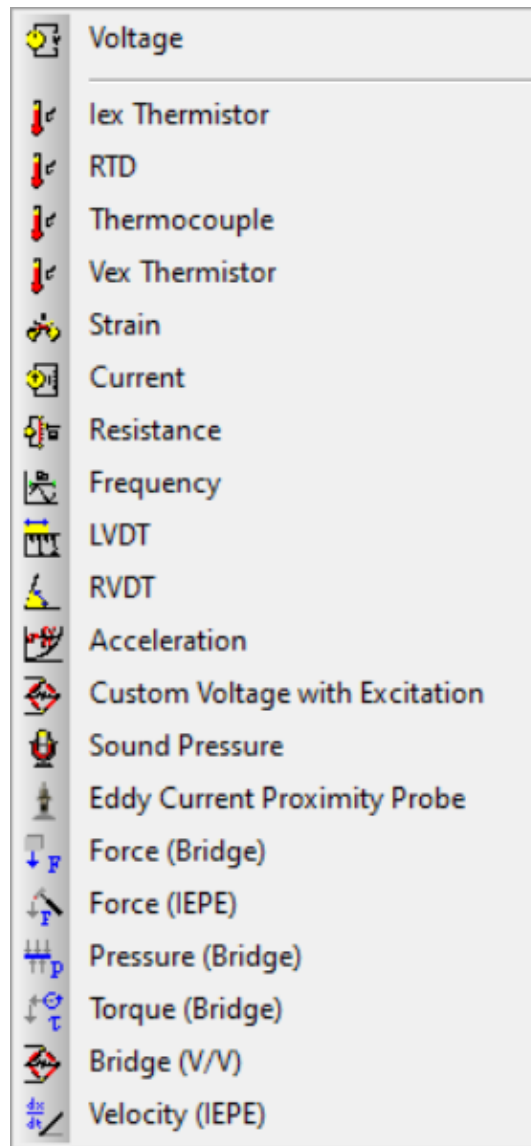 Voltage
Iex Thermistor
RTD
Thermocouple
Vex Thermistor
Strain
Current
Resistance
Frequency
LVDT
RVDT
Acceleration
Custom Voltage with Excitation
Sound Pressure
Eddy Current Proximity Probe
Force (Bridge)
Force (IEPE)
Pressure (Bridge)
Torque (Bridge)
Bridge (V/V)
Velocity (IEPE)